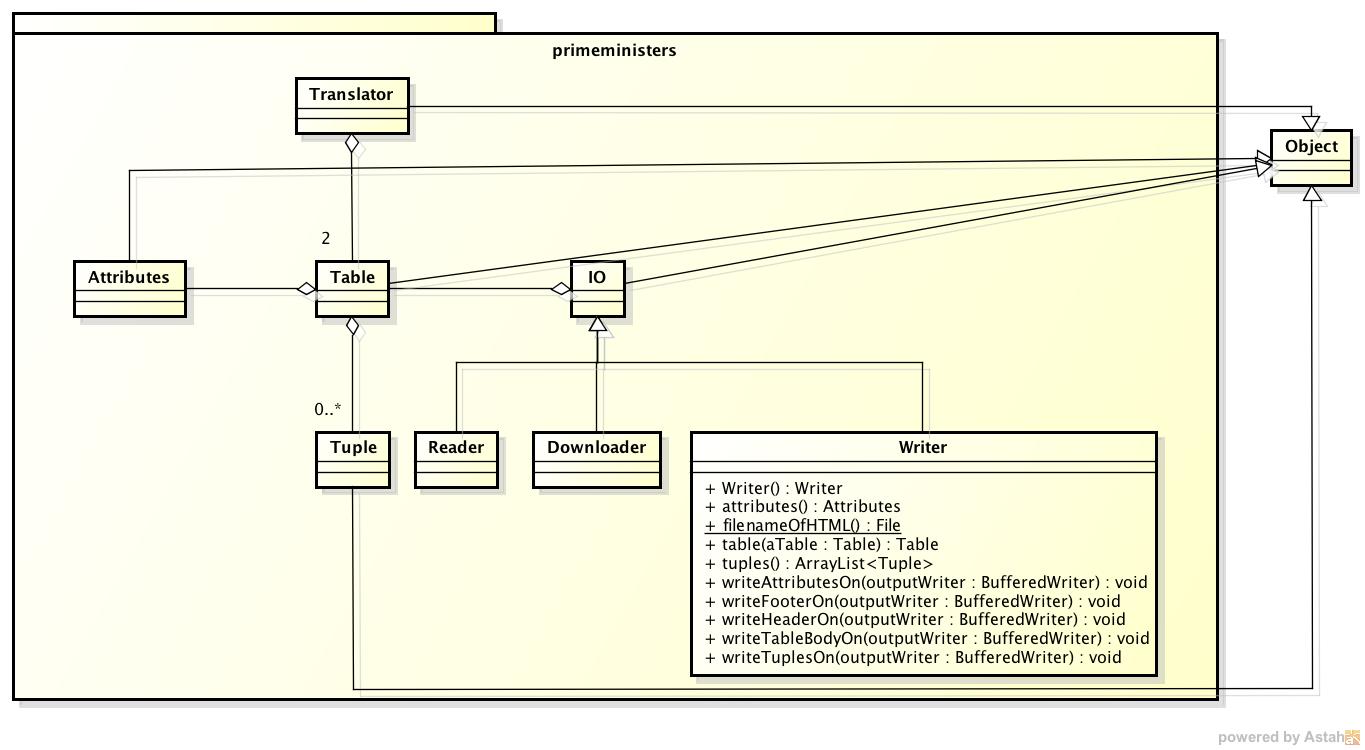 primeministers
Translator
Object
2
Attributes
Table
IO
0..*
Tuple
Reader
Downloader
Writer
+ Writer() : Writer
+ attributes() : Attributes
+ filenameOfHTML() : File
+ table(aTable : Table) : Table
+ tuples() : ArrayList<Tuple>
+ writeAttributesOn(outputWriter : BufferedWriter) : void
+ writeFooterOn(outputWriter : BufferedWriter) : void
+ writeHeaderOn(outputWriter : BufferedWriter) : void
+ writeTableBodyOn(outputWriter : BufferedWriter) : void
+ writeTuplesOn(outputWriter : BufferedWriter) : void
powered by Astah